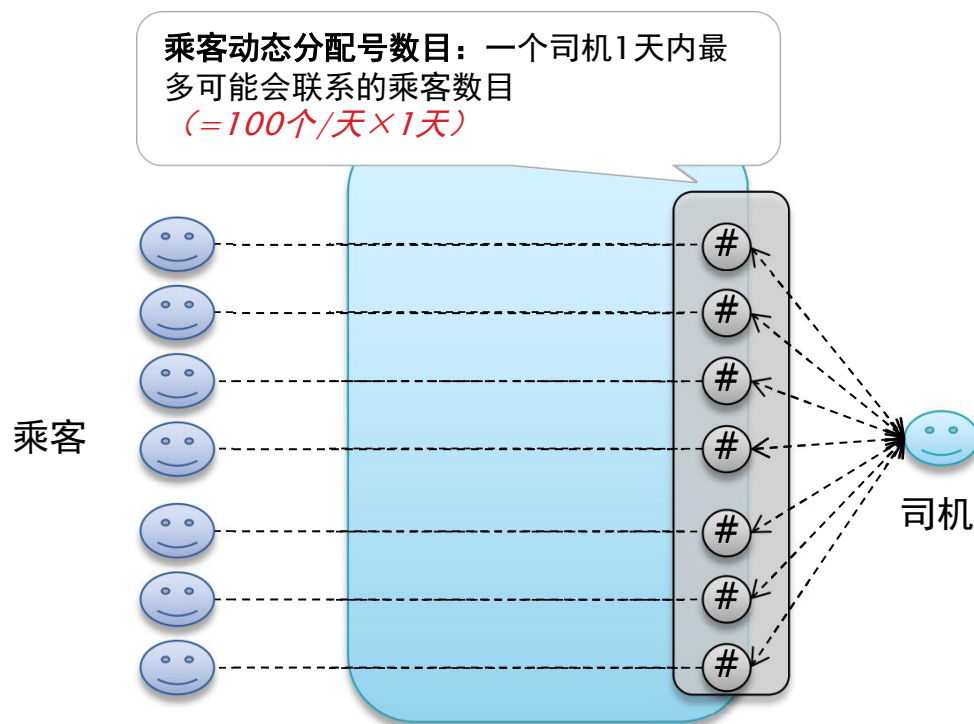 乘客动态分配号数目：一个司机1天内最
多可能会联系的乘客数目
（=100个/天×1天）
#
#
#
#
#
#
#
乘客
司机